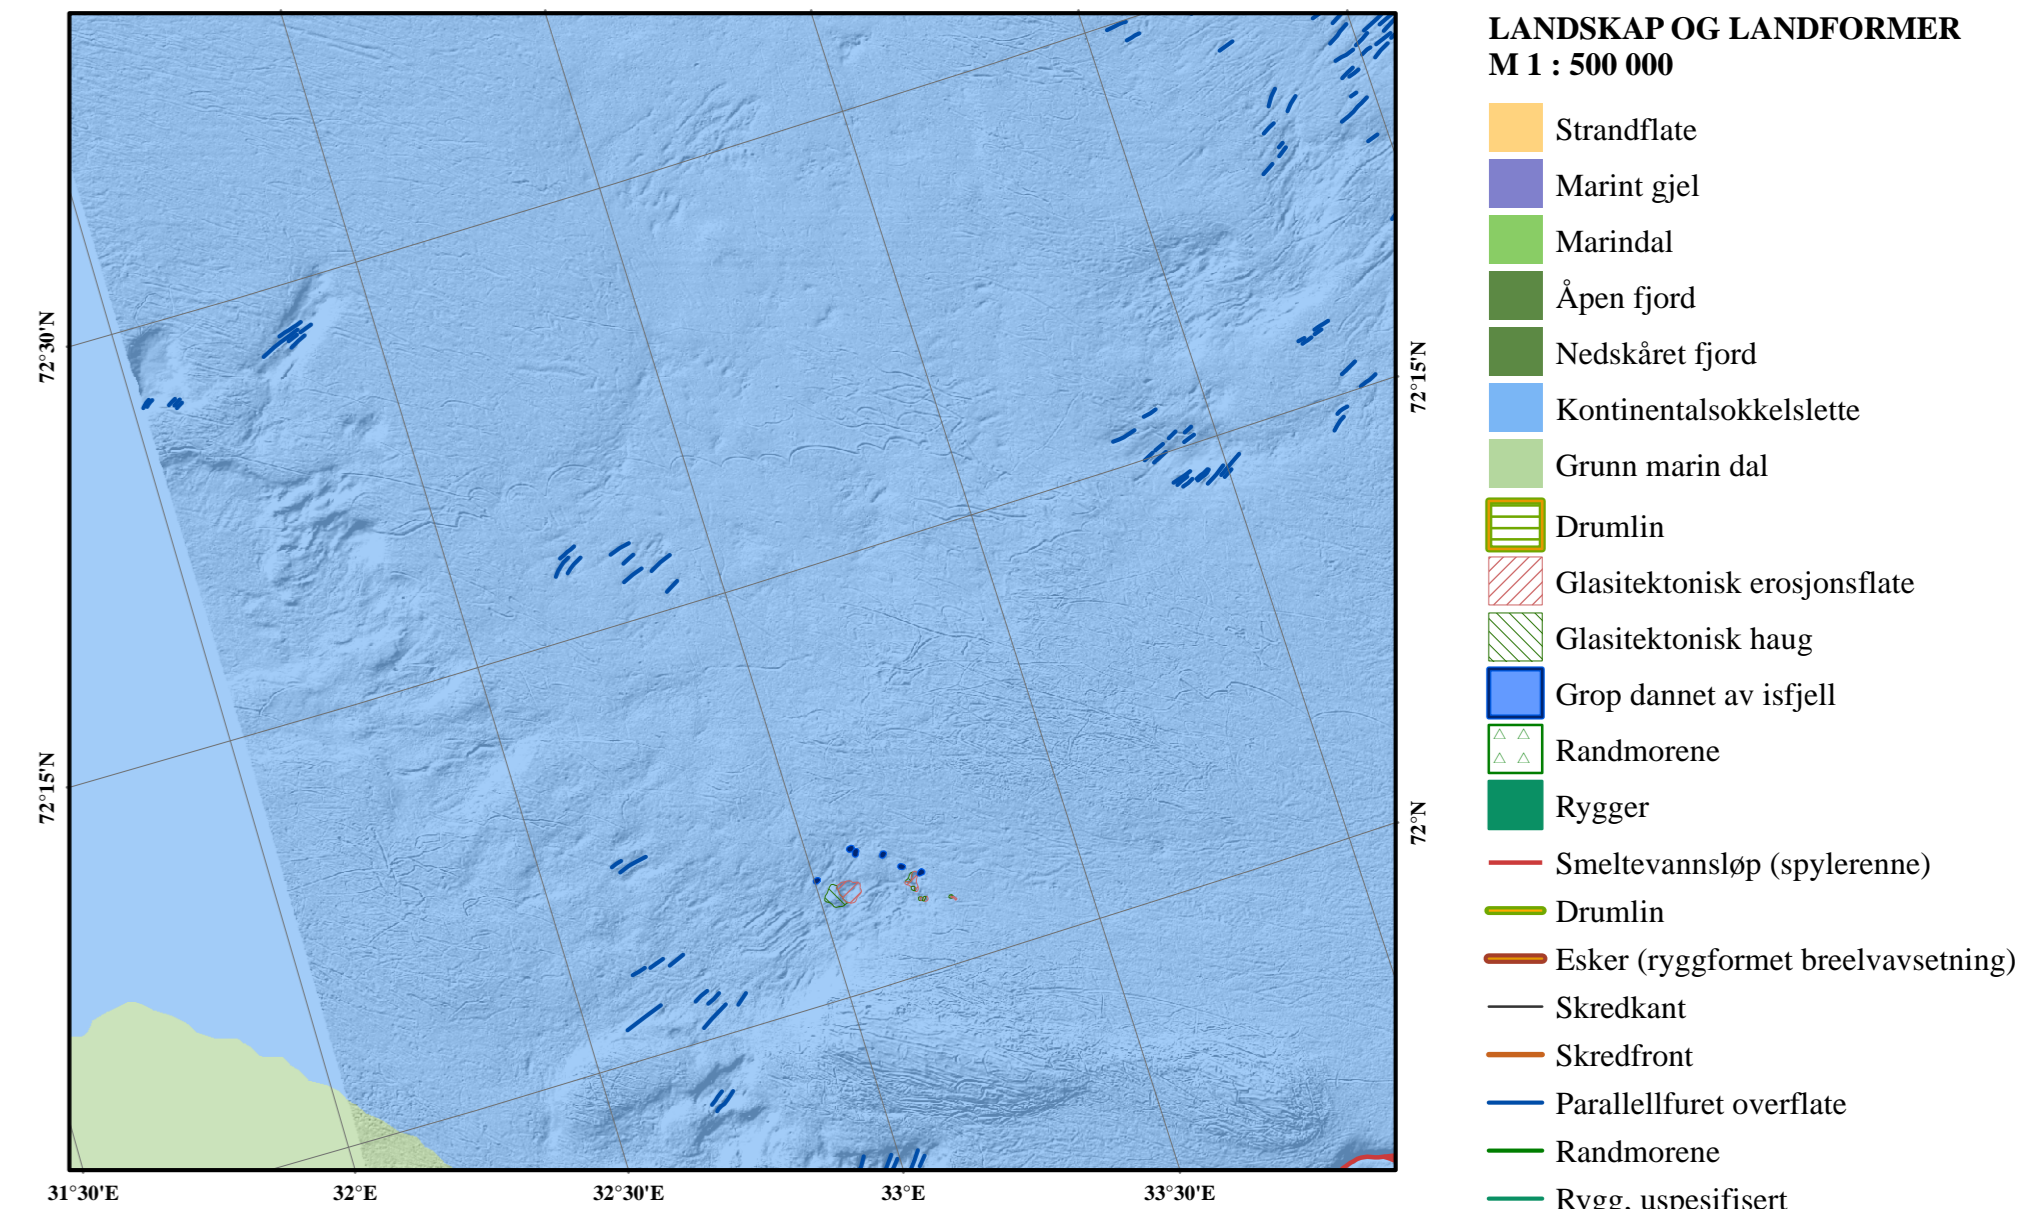 LANDSKAP OG LANDFORMER
M 1 : 500 000
Strandflate
Marint gjel
Marindal
Åpen fjord
Nedskåret fjord
Kontinentalsokkelslette
Grunn marin dal
Drumlin
Glasitektonisk erosjonsflate
Glasitektonisk haug
Grop dannet av isfjell
Randmorene
Rygger
Smeltevannsløp (spylerenne)
Drumlin
Esker (ryggformet breelvavsetning)
Skredkant
Skredfront
Parallellfuret overflate
Randmorene
Rygg, uspesifisert
72°30'N
72°15'N
72°15'N
72°N
31°30'E
32°E
32°30'E
33°E
33°30'E